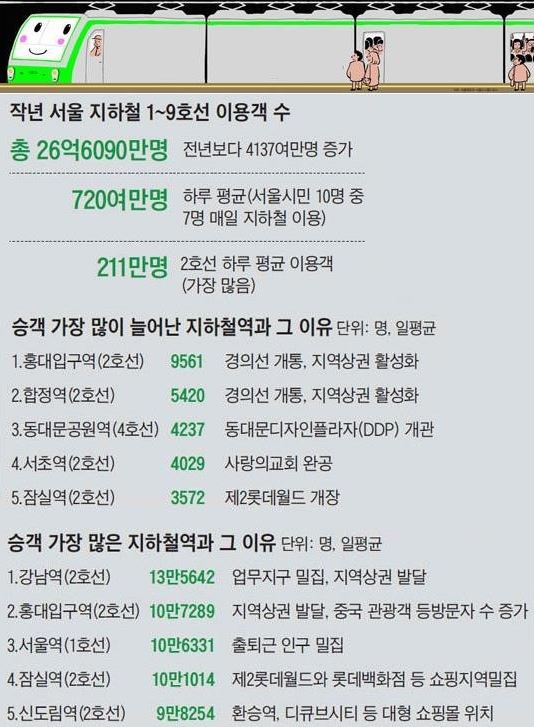 작년 서울 지하철 1~9호선 이용객 수
총 26억6090만명 전년보다 4137여만명 증가
720여만명 하루 평균(서울시민 10명 중
7명 매일 지하철 이용)
211만명 2호선 하루 평균 이용객
(가장 많음)
승객 가장 많이 늘어난 지하철역과 그 이유 단위: 명, 일평균
1.홍대입구역(2호선) 9561 경의선 개통, 지역상권 활성화
2.합정역(2호선) 5420 경의선 개통, 지역상권 활성화
3.동대문공원역(4호선) 4237 동대문디자인플라자(DDP) 개관
4.서초역(2호선) 4029 사랑의교회 완공
5.잠실역(2호선) 3572 제2롯데월드 개장
승객 가장 많은 지하철역과 그 이유 단위: 명, 일평균
1.강남역(2호선) 13만5642 업무지구 밀집, 지역상권 발달
2.홍대입구역(2호선) 10만7289 지역상권 발달, 중국 관광객 등방문자 수 증가
3.서울역(1호선) 10만6331 출퇴근 인구 밀집
4.잠실역(2호선) 10만1014 제2롯데월드와 롯데백화점 등 쇼핑지역밀집
5.신도림역(2호선) 9만8254 환승역, 디큐브시티 등 대형 쇼핑몰 위치